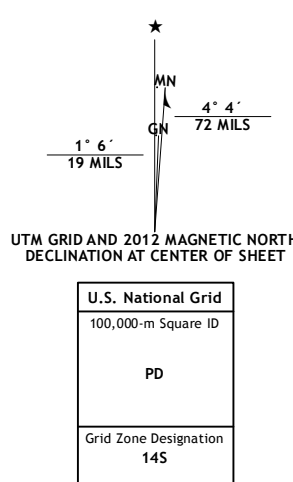 ★
MN
4° 4´
72 MILS
GN
1° 6´
19 MILS
UTM GRID AND 2012 MAGNETIC NORTH
DECLINATION AT CENTER OF SHEET
U.S. National Grid
100,000-m Square ID
PD
Grid Zone Designation
14S